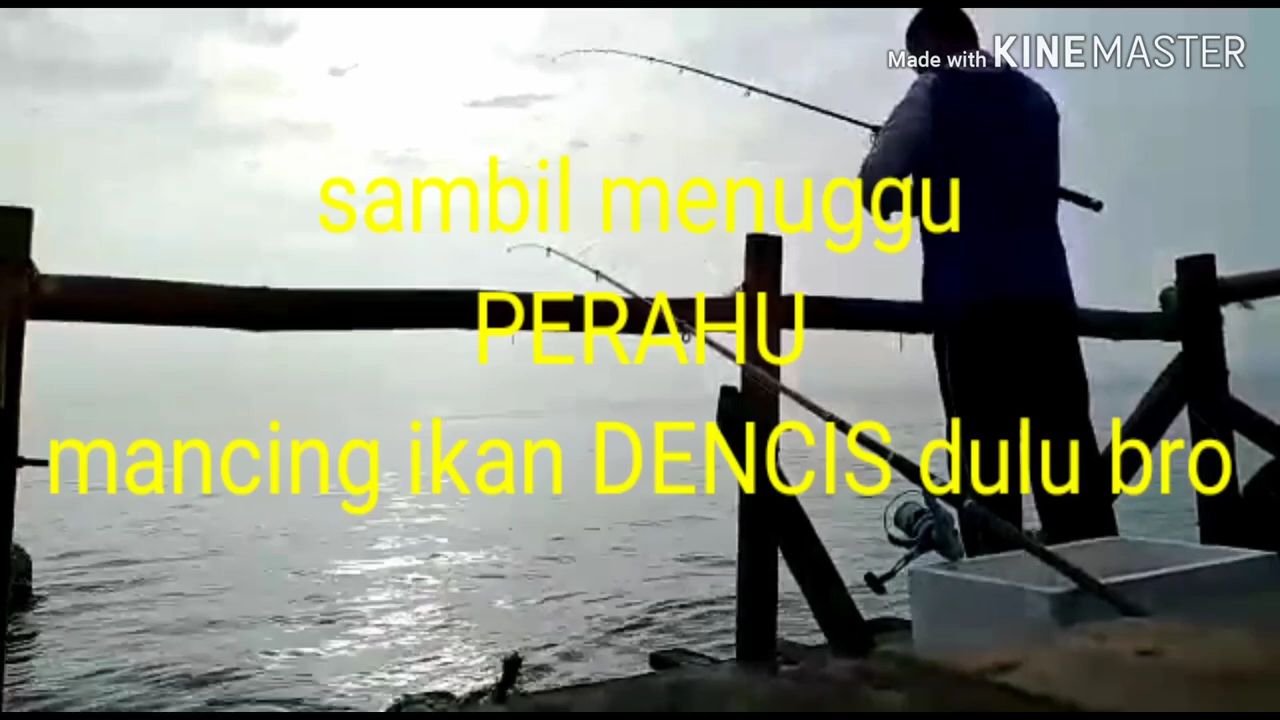 Made with KINEMASTER
sambil menuggu
PERAHU
mancing ikan DENCIS dulu bro